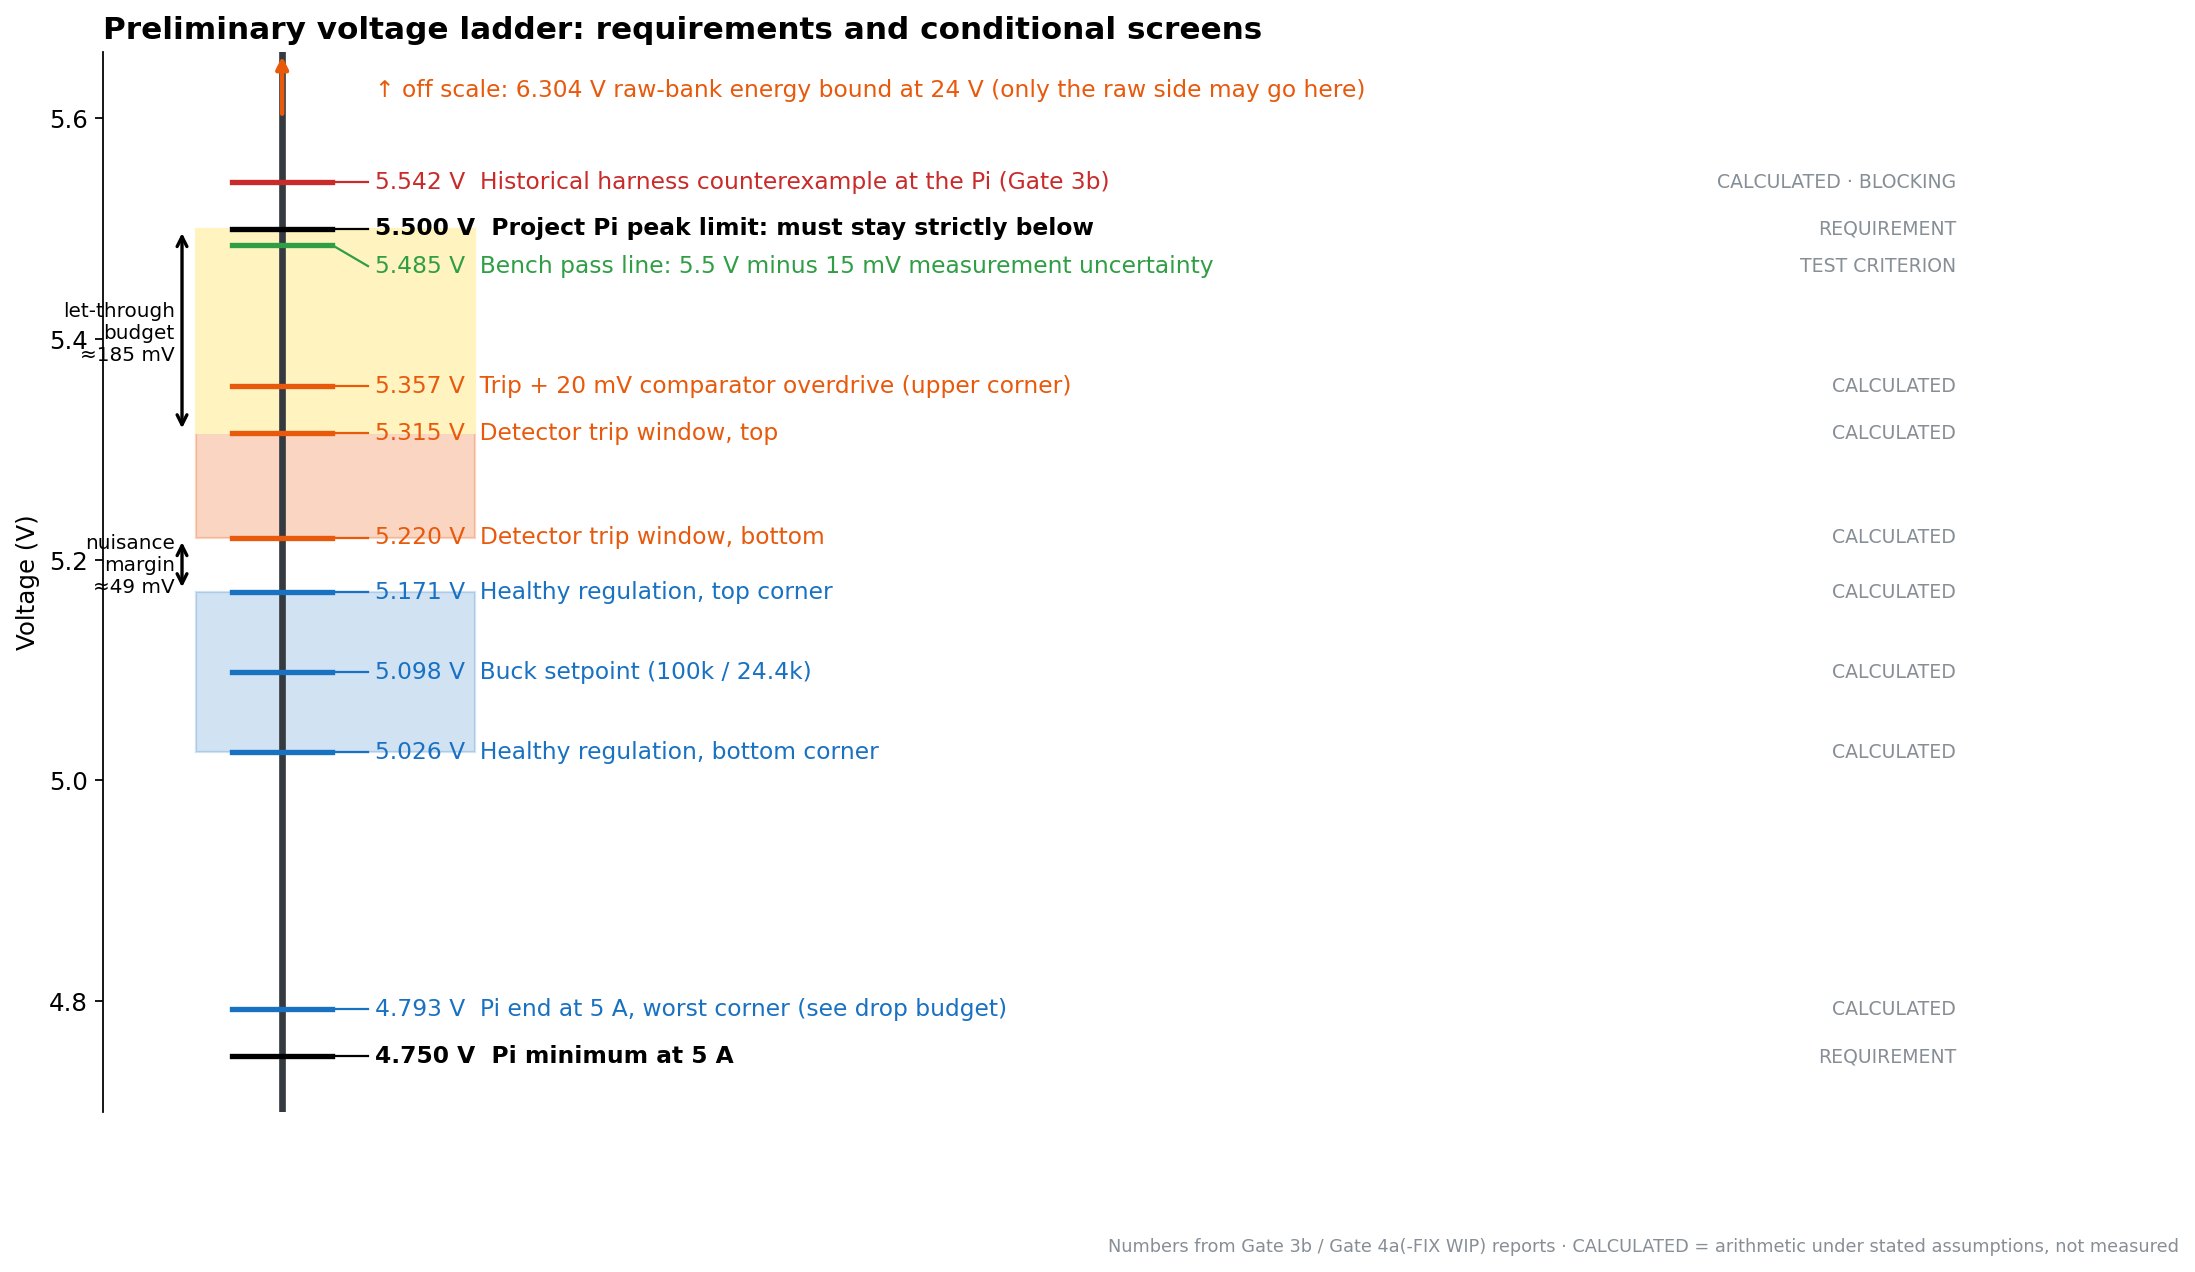 Preliminary voltage ladder: requirements and conditional screens
↑ off scale: 6.304 V raw-bank energy bound at 24 V (only the raw side may go here)
5.6
5.542 V  Historical harness counterexample at the Pi (Gate 3b)  CALCULATED · BLOCKING
5.500 V  Project Pi peak limit: must stay strictly below  REQUIREMENT
5.485 V  Bench pass line: 5.5 V minus 15 mV measurement uncertainty  TEST CRITERION
let-through
budget
≈185 mV
5.4
5.357 V  Trip + 20 mV comparator overdrive (upper corner)  CALCULATED
5.315 V  Detector trip window, top  CALCULATED
5.220 V  Detector trip window, bottom  CALCULATED
nuisance
margin
≈49 mV
5.2
Voltage (V)
5.171 V  Healthy regulation, top corner  CALCULATED
5.098 V  Buck setpoint (100k / 24.4k)  CALCULATED
5.026 V  Healthy regulation, bottom corner  CALCULATED
5.0
4.8
4.793 V  Pi end at 5 A, worst corner (see drop budget)  CALCULATED
4.750 V  Pi minimum at 5 A  REQUIREMENT
Numbers from Gate 3b / Gate 4a(-FIX WIP) reports · CALCULATED = arithmetic under stated assumptions, not measured